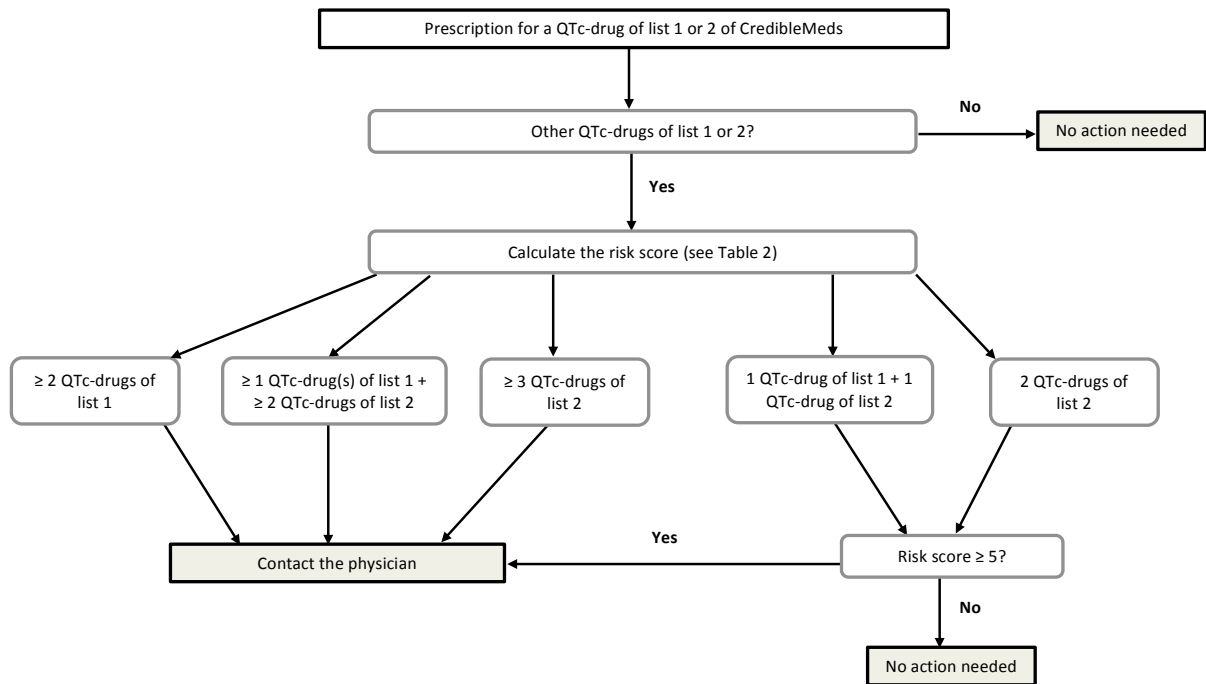 Prescription for a QTc-drug of list 1 or 2 of CredibleMeds
No
Other QTc-drugs of list 1 or 2?
No action needed
Yes
Calculate the risk score (see Table 2)
≥ 2 QTc-drugs of
list 1
≥ 1 QTc-drug(s) of list 1 +
≥ 2 QTc-drugs of list 2
≥ 3 QTc-drugs of
list 2
1 QTc-drug of list 1 + 1
QTc-drug of list 2
2 QTc-drugs of
list 2
Yes
Contact the physician
Risk score ≥ 5?
No
No action needed